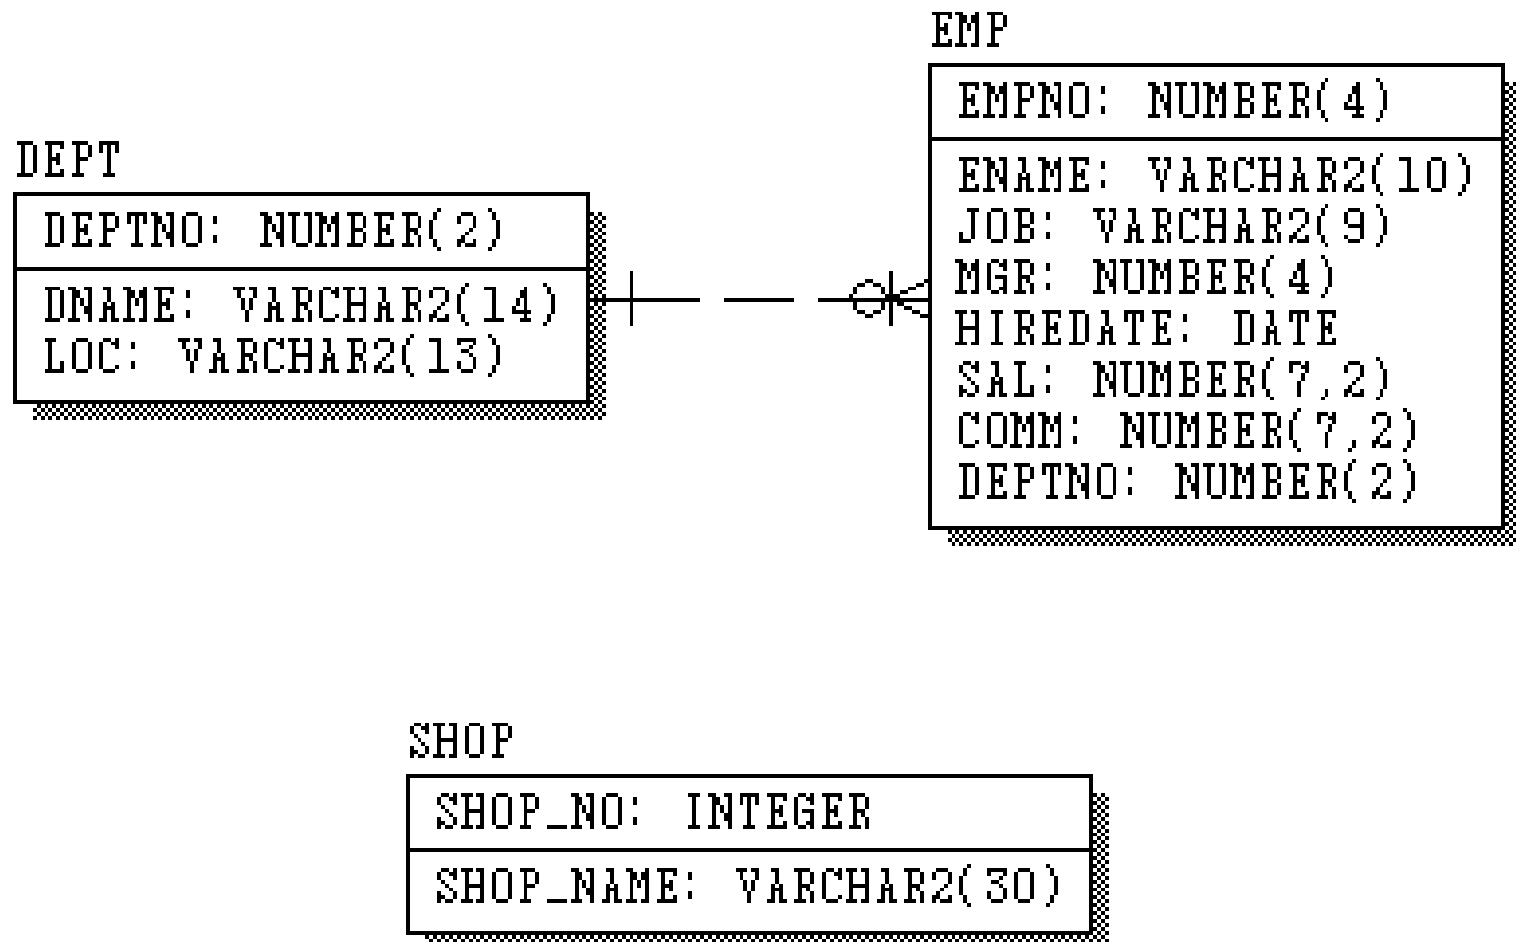 DEPT
DEPTNO: NUMBER(2)
DNAME: VARCHAR2(14)
LOC: VARCHAR2(13)
EMP
EMPNO: NUMBER(4)
ENAME: VARCHAR2(10)
JOB: VARCHAR2(9)
MGR: NUMBER(4)
HIREDATE: DATE
SAL: NUMBER(7,2)
COMM: NUMBER(7,2)
DEPTNO: NUMBER(2)
SHOP
SHOP_NO: INTEGER
SHOP_NAME: VARCHAR2(30)